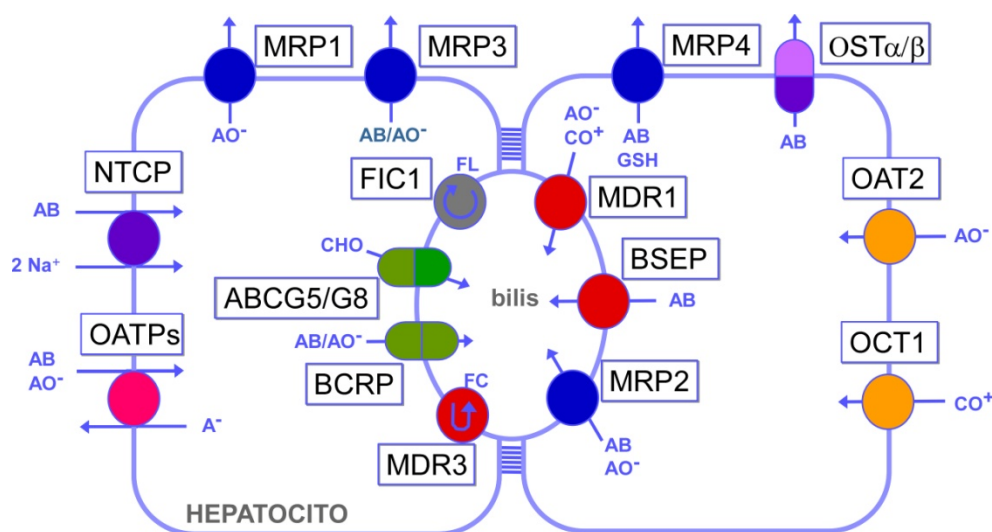 MRP1
MRP3
MRP4
OSTα/β
AO⁻
AB/AO⁻
AO⁻
CO⁺
AB
GSH
AB
NTCP
FIC1
FL
MDR1
OAT2
AB
2 Na⁺
CHO
BSEP
AO⁻
ABCG5/G8
bilis
AB
OATPs
AB/AO⁻
OCT1
AB
AO⁻
BCRP
FC
MRP2
CO⁺
A⁻
MDR3
AB
AO⁻
HEPATOCITO